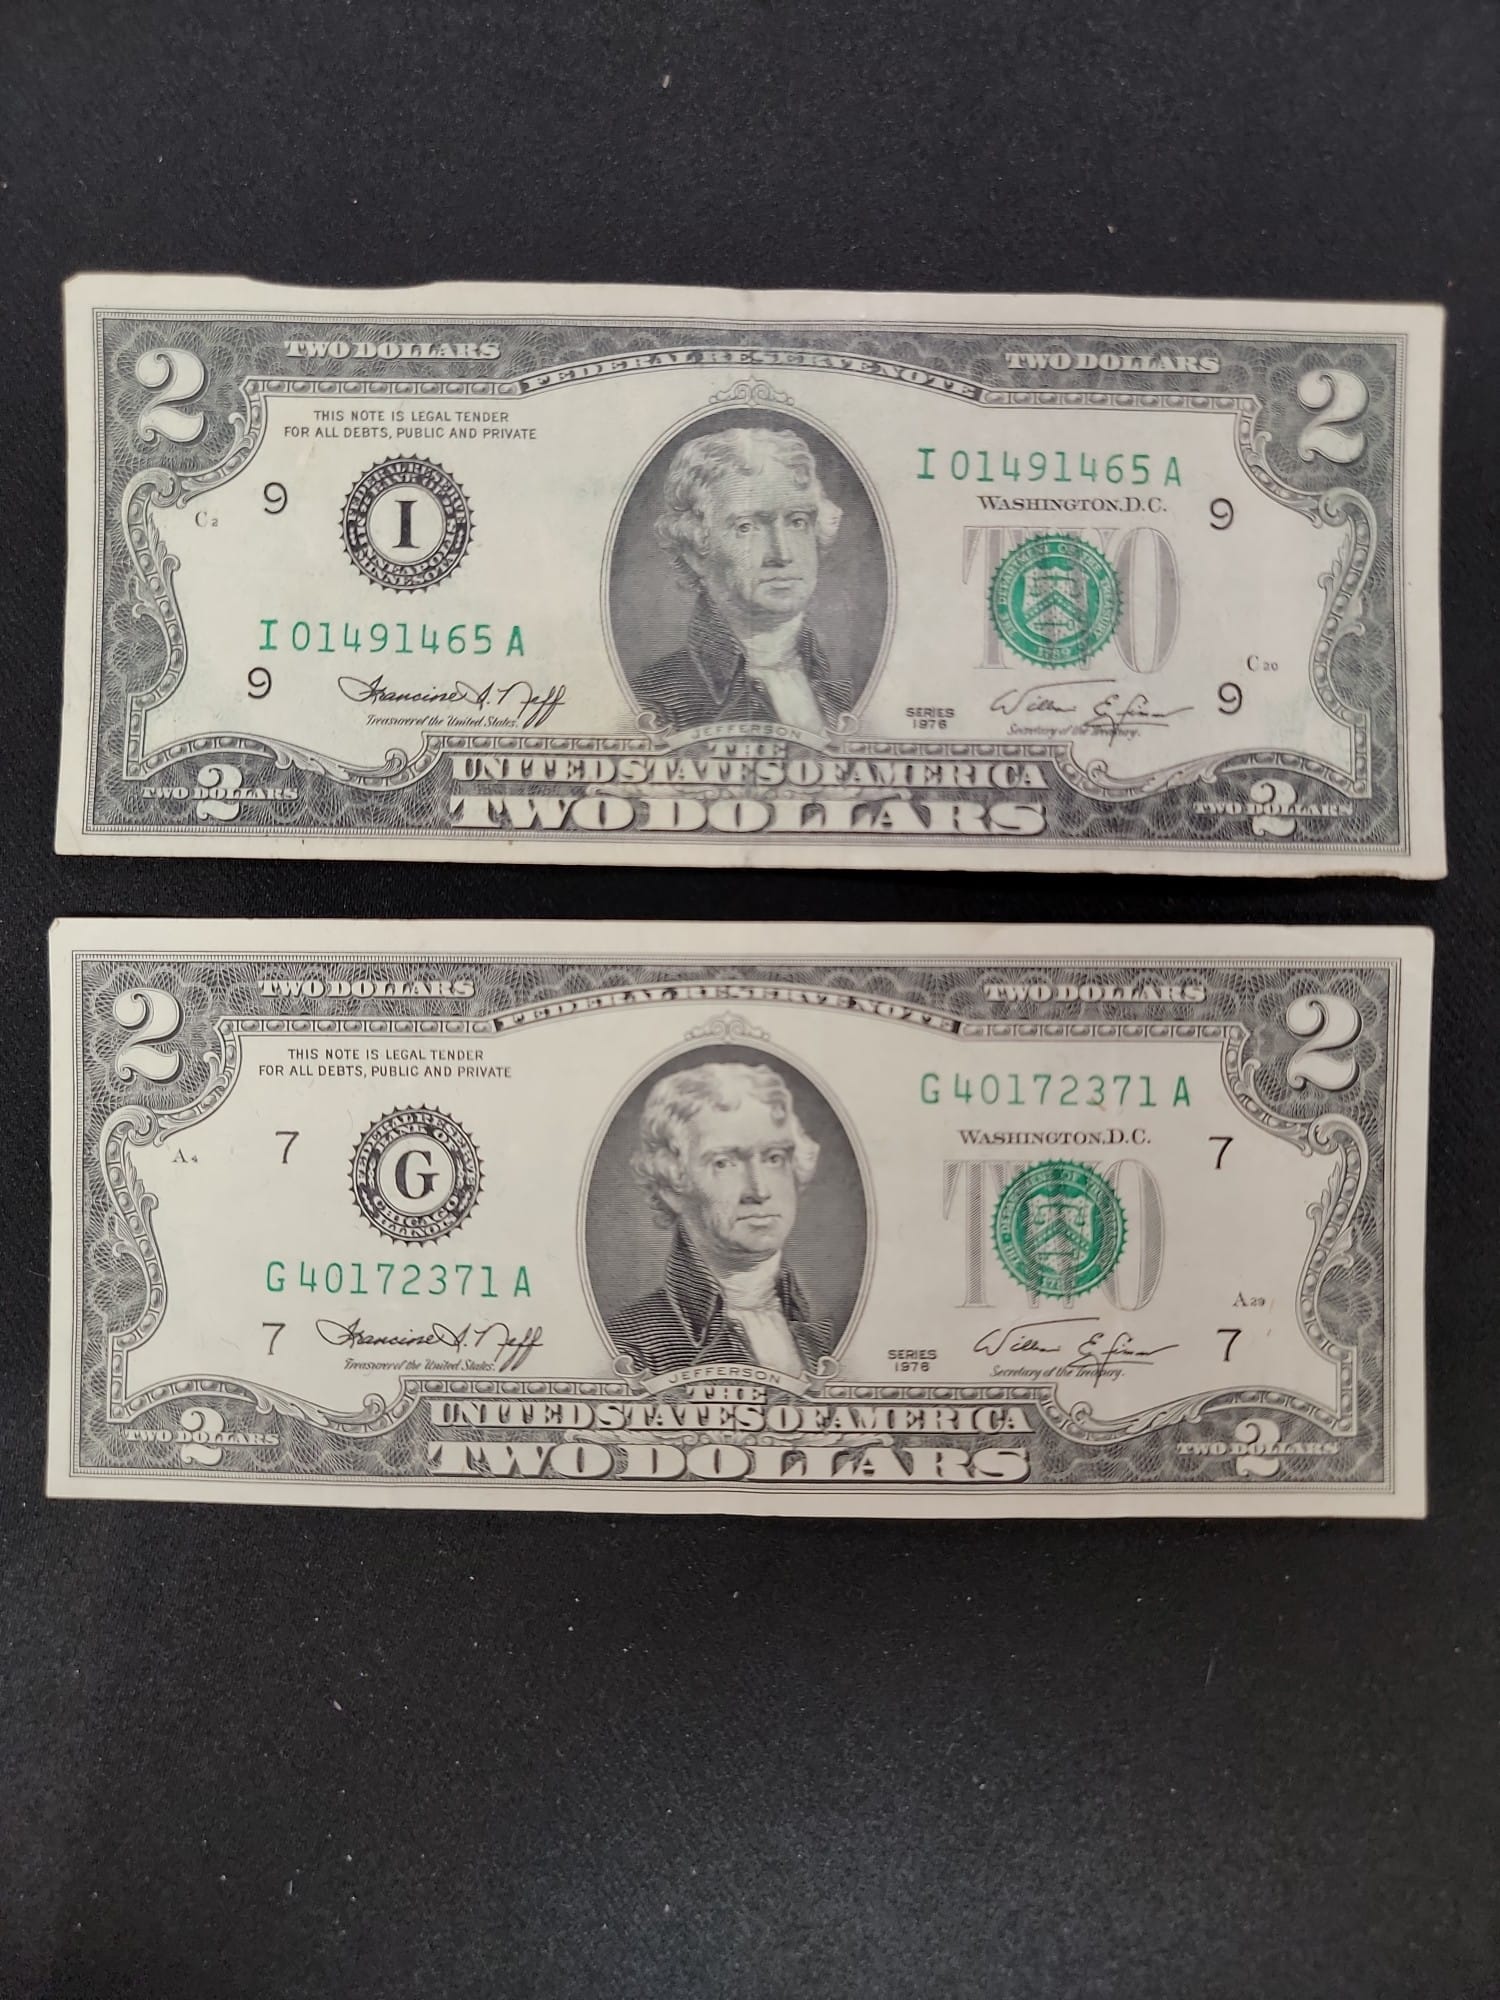 2
TWO DOLLARS
FEDERAL RESERVE NOTE
TWO DOLLARS
2
THIS NOTE IS LEGAL TENDER
FOR ALL DEBTS, PUBLIC AND PRIVATE
I 01491465 A
WASHINGTON, D.C.
C2
9
I
9
TWO
I 01491465 A
C20
9
9
Treasurer of the United States.
SERIES
1976
Secretary of the Treasury.
JEFFERSON
THE
UNITED STATES OF AMERICA
TWO DOLLARS
2
TWO DOLLARS
2
TWO DOLLARS
2
TWO DOLLARS
FEDERAL RESERVE NOTE
TWO DOLLARS
2
THIS NOTE IS LEGAL TENDER
FOR ALL DEBTS, PUBLIC AND PRIVATE
G 40172371 A
WASHINGTON, D.C.
A4
7
G
7
TWO
G 40172371 A
A29
7
7
Francine I. Neff
Treasurer of the United States.
SERIES
1976
Secretary of the Treasury.
JEFFERSON
THE
UNITED STATES OF AMERICA
TWO DOLLARS
2
TWO DOLLARS
2
TWO DOLLARS